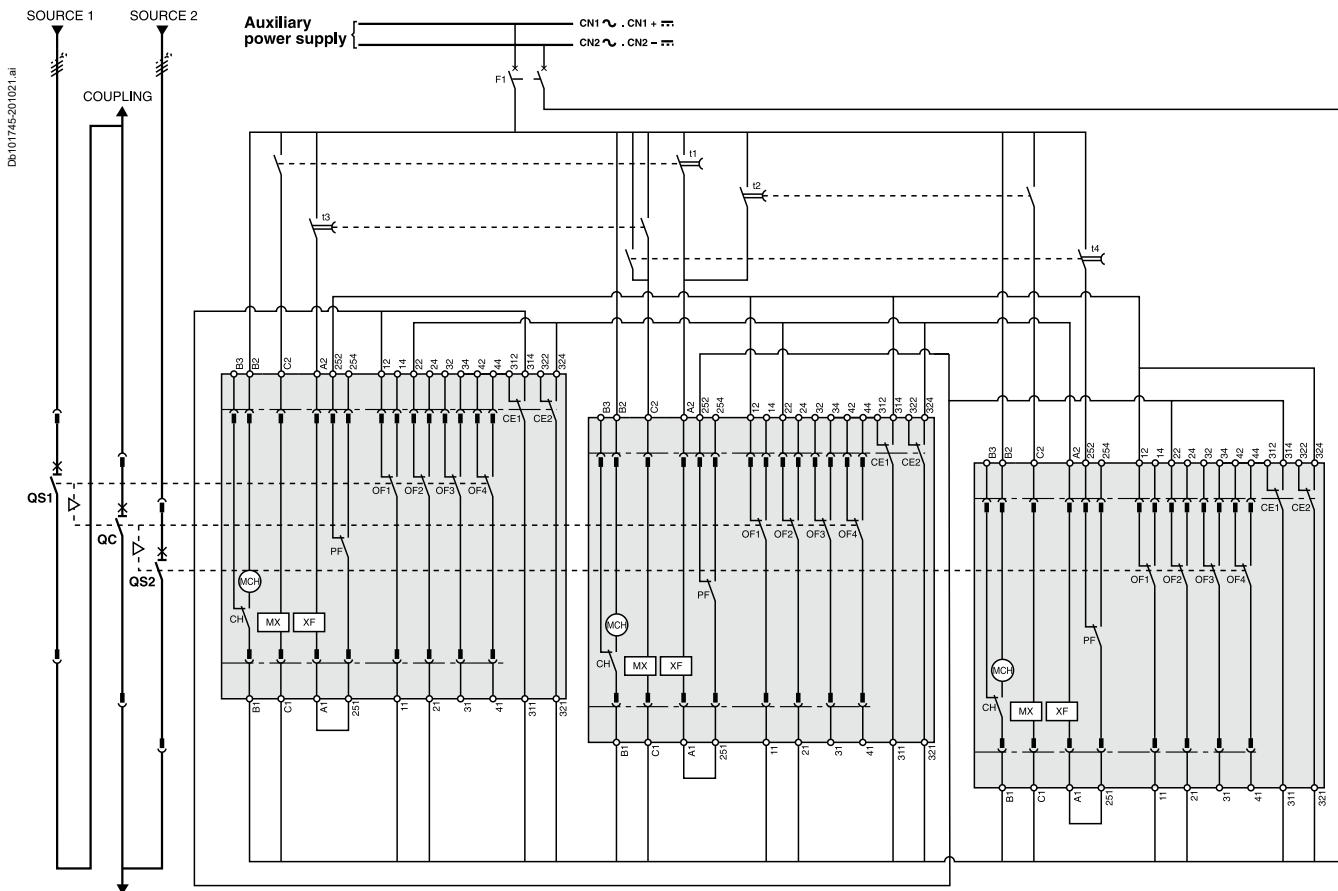 SOURCE 1
SOURCE 2
Auxiliary
power supply
CN1 ∿ . CN1 + ⎓
CN2 ∿ . CN2 – ⎓
Db101745-201021.ai
F1
COUPLING
t1
t2
t3
t4
B3 B2 C2 A2 252 254 12 14 22 24 32 34 42 44 312 314 322 324
CE1 CE2
OF1 OF2 OF3 OF4
PF
MCH
CH
MX XF
B1 C1 A1 251 11 21 31 41 311 321
B3 B2 C2 A2 252 254 12 14 22 24 32 34 42 44 312 314 322 324
CE1 CE2
OF1 OF2 OF3 OF4
PF
MCH
CH
MX XF
B1 C1 A1 251 11 21 31 41 311 321
B3 B2 C2 A2 252 254 12 14 22 24 32 34 42 44 312 314 322 324
CE1 CE2
OF1 OF2 OF3 OF4
PF
MCH
CH
MX XF
B1 C1 A1 251 11 21 31 41 311 321
QS1
QC
QS2